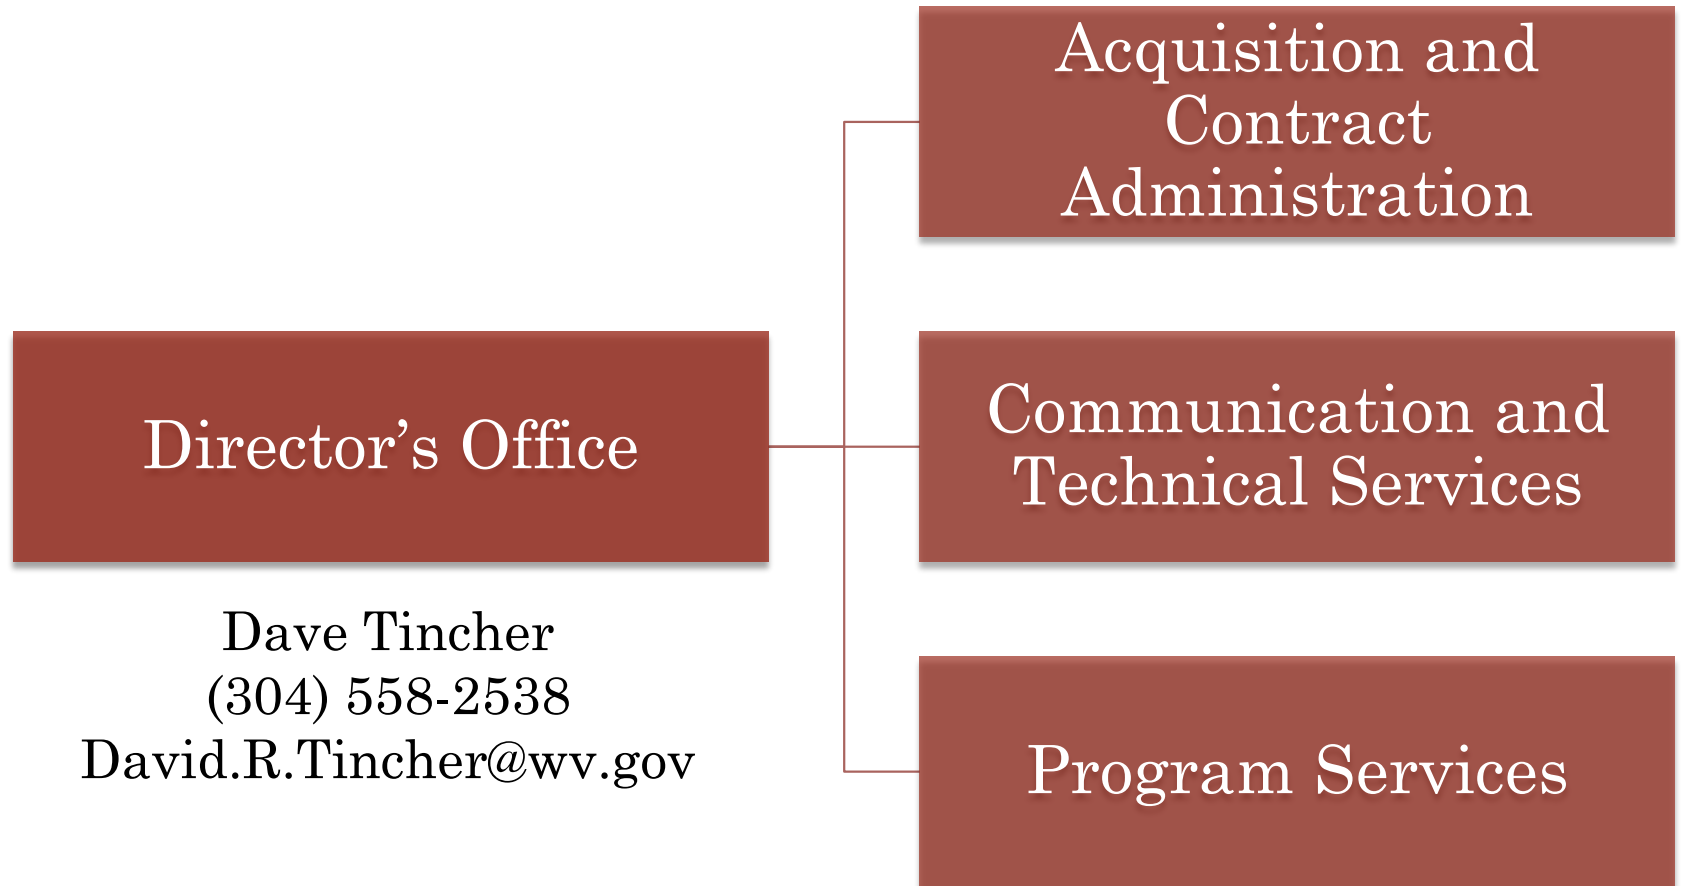 Director’s Office
Dave Tincher
(304) 558-2538
David.R.Tincher@wv.gov
Acquisition and
Contract
Administration
Communication and
Technical Services
Program Services